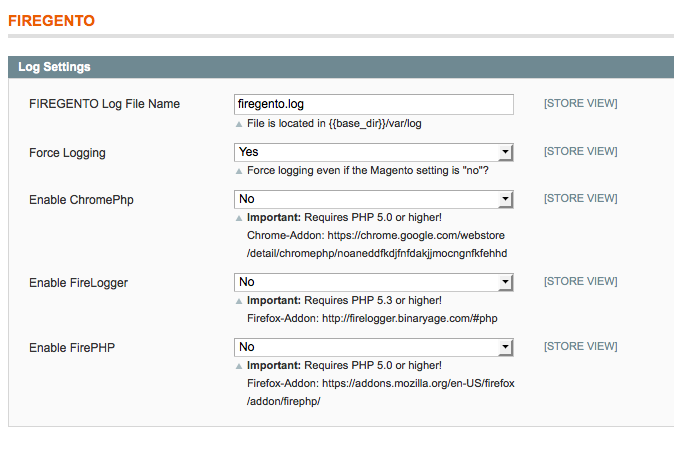 FIREGENTO
Log Settings
FIREGENTO Log File Name firegento.log [STORE VIEW]
File is located in {{base_dir}}/var/log
Force Logging Yes [STORE VIEW]
Force logging even if the Magento setting is "no"?
Enable ChromePhp No [STORE VIEW]
Important: Requires PHP 5.0 or higher!
Chrome-Addon: https://chrome.google.com/webstore
/detail/chromephp/noaneddfkdjfnfdakjjmocngnfkfehhd
Enable FireLogger No [STORE VIEW]
Important: Requires PHP 5.3 or higher!
Firefox-Addon: http://firelogger.binaryage.com/#php
Enable FirePHP No [STORE VIEW]
Important: Requires PHP 5.0 or higher!
Firefox-Addon: https://addons.mozilla.org/en-US/firefox
/addon/firephp/